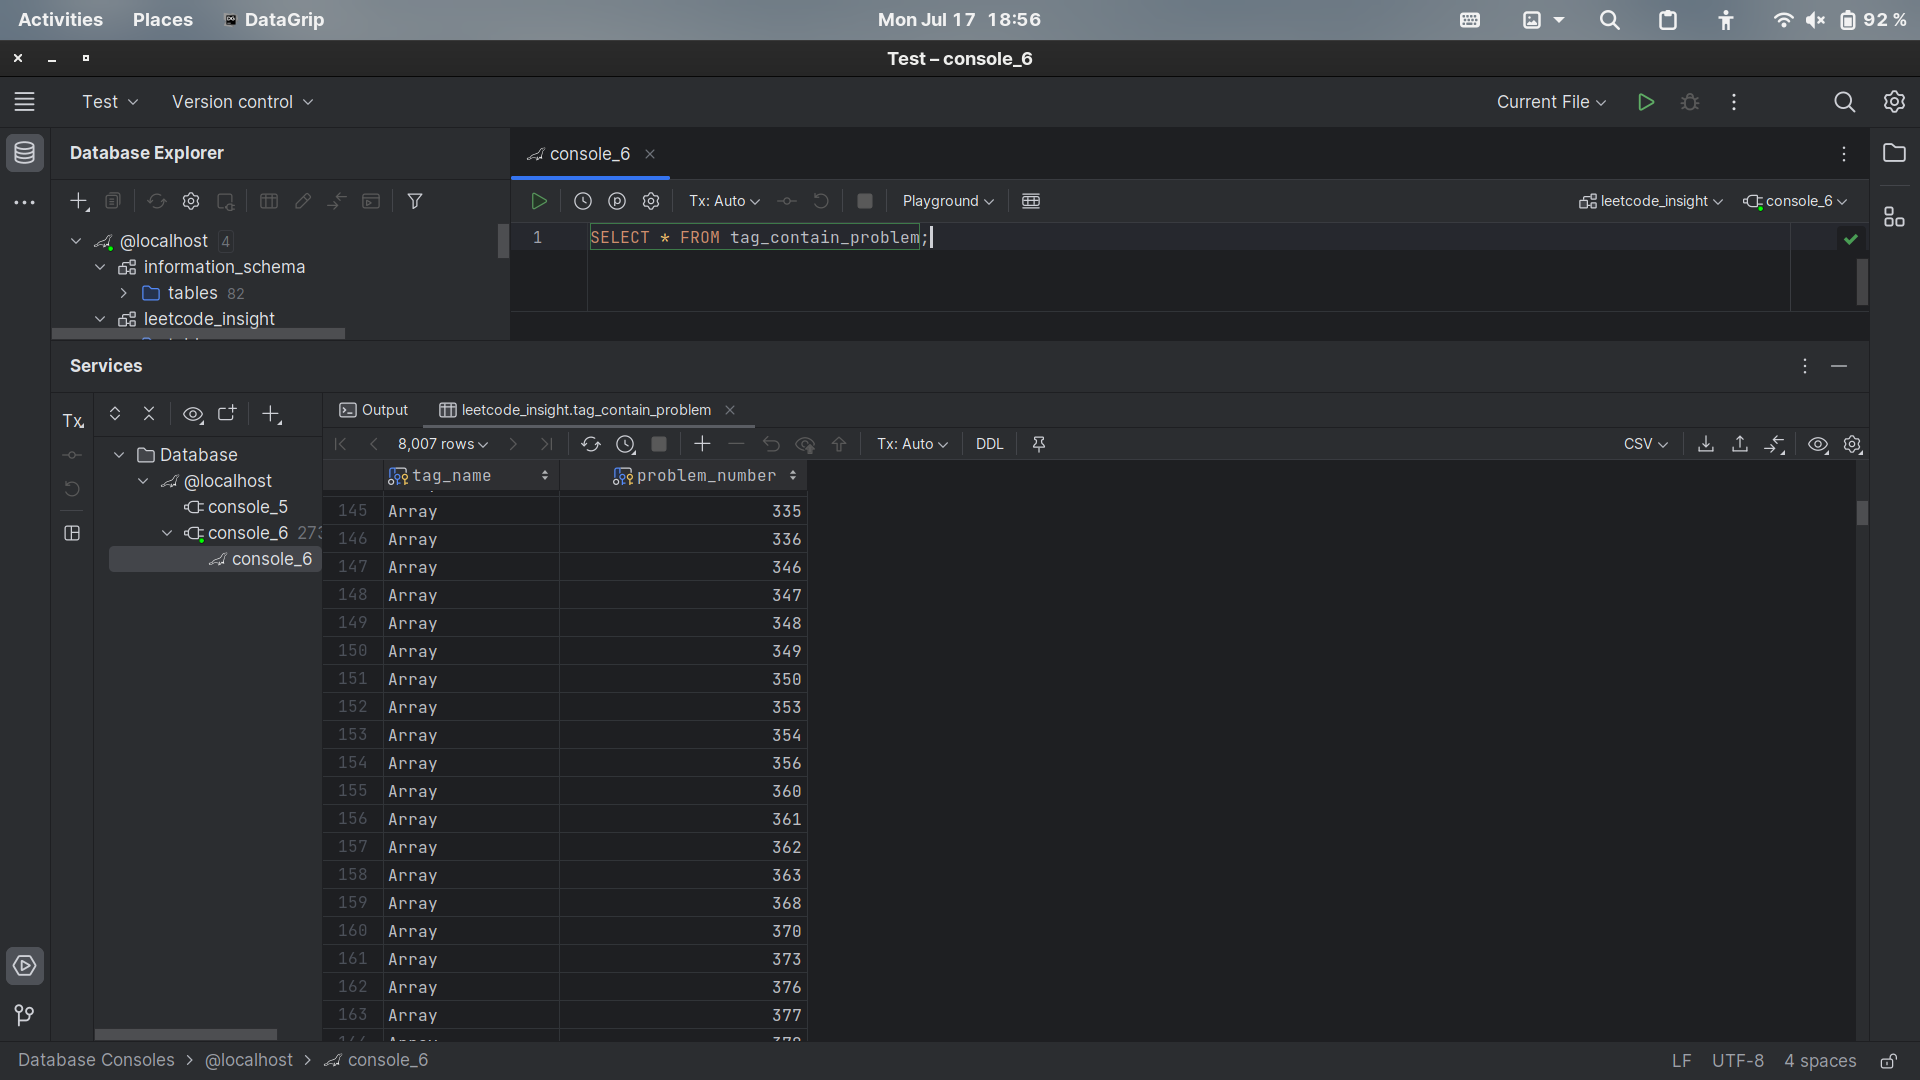 Activities Places DataGrip Mon Jul 17 18:56 92 %
Test – console_6
Test Version control Current File
Database Explorer console_6
Tx: Auto Playground leetcode_insight console_6
@localhost 4
1 SELECT * FROM tag_contain_problem;
information_schema
tables 82
leetcode_insight
Services
Tx Output leetcode_insight.tag_contain_problem
8,007 rows Tx: Auto DDL CSV
Database
@localhost
console_5
console_6 273
console_6
tag_name problem_number
145 Array 335
146 Array 336
147 Array 346
148 Array 347
149 Array 348
150 Array 349
151 Array 350
152 Array 353
153 Array 354
154 Array 356
155 Array 360
156 Array 361
157 Array 362
158 Array 363
159 Array 368
160 Array 370
161 Array 373
162 Array 376
163 Array 377
Database Consoles > @localhost > console_6 LF UTF-8 4 spaces